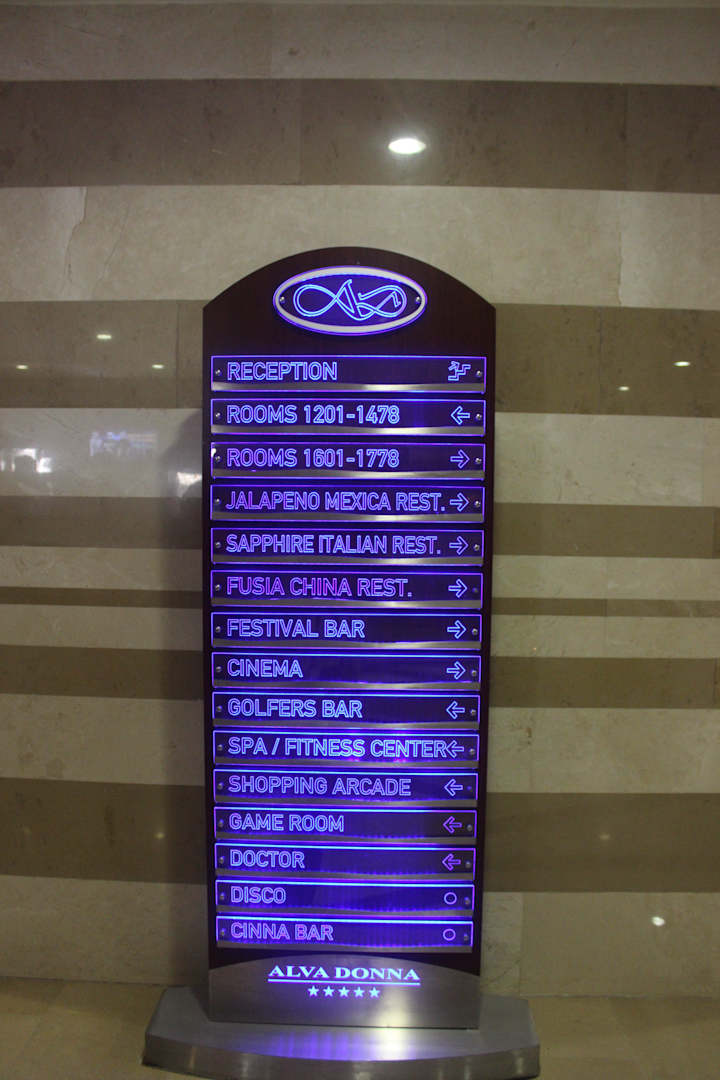 RECEPTION
ROOMS 1201-1478
ROOMS 1601-1778
JALAPENO MEXICA REST.
SAPPHIRE ITALIAN REST.
FUSIA CHINA REST.
FESTIVAL BAR
CINEMA
GOLFERS BAR
SPA / FITNESS CENTER
SHOPPING ARCADE
GAME ROOM
DOCTOR
DISCO
CINNA BAR
ALVA DONNA